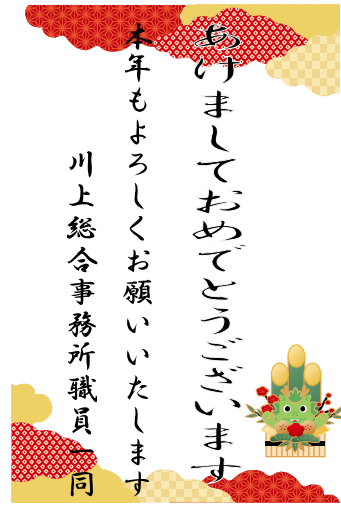 あけましておめでとうございます
本年もよろしくお願いいたします
川上総合事務所職員一同